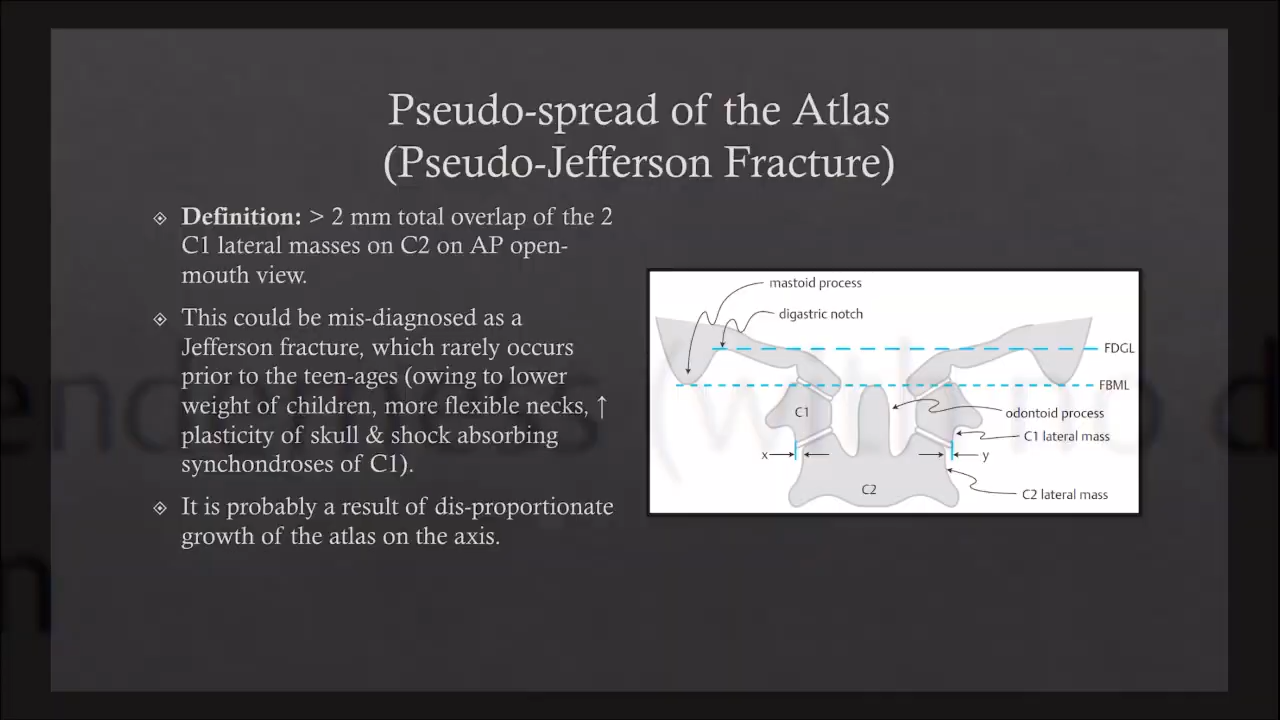 Pseudo-spread of the Atlas
(Pseudo-Jefferson Fracture)
Definition: > 2 mm total overlap of the 2
C1 lateral masses on C2 on AP open-
mouth view.
This could be mis-diagnosed as a
Jefferson fracture, which rarely occurs
prior to the teen-ages (owing to lower
weight of children, more flexible necks, ↑
plasticity of skull & shock absorbing
synchondroses of C1).
It is probably a result of dis-proportionate
growth of the atlas on the axis.
mastoid process
digastric notch
FDGL
FBML
C1
odontoid process
C1 lateral mass
x
y
C2
C2 lateral mass